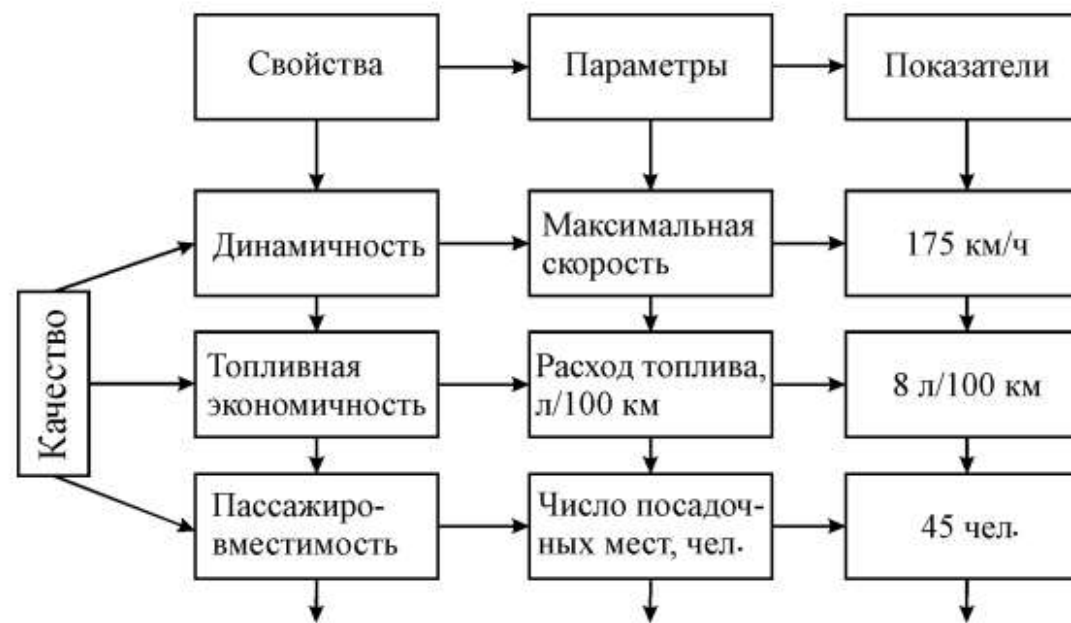 Свойства
Параметры
Показатели
Динамичность
Максимальная
скорость
175 км/ч
Качество
Топливная
экономичность
Расход топлива,
л/100 км
8 л/100 км
Пассажиро-
вместимость
Число посадоч-
ных мест, чел.
45 чел.